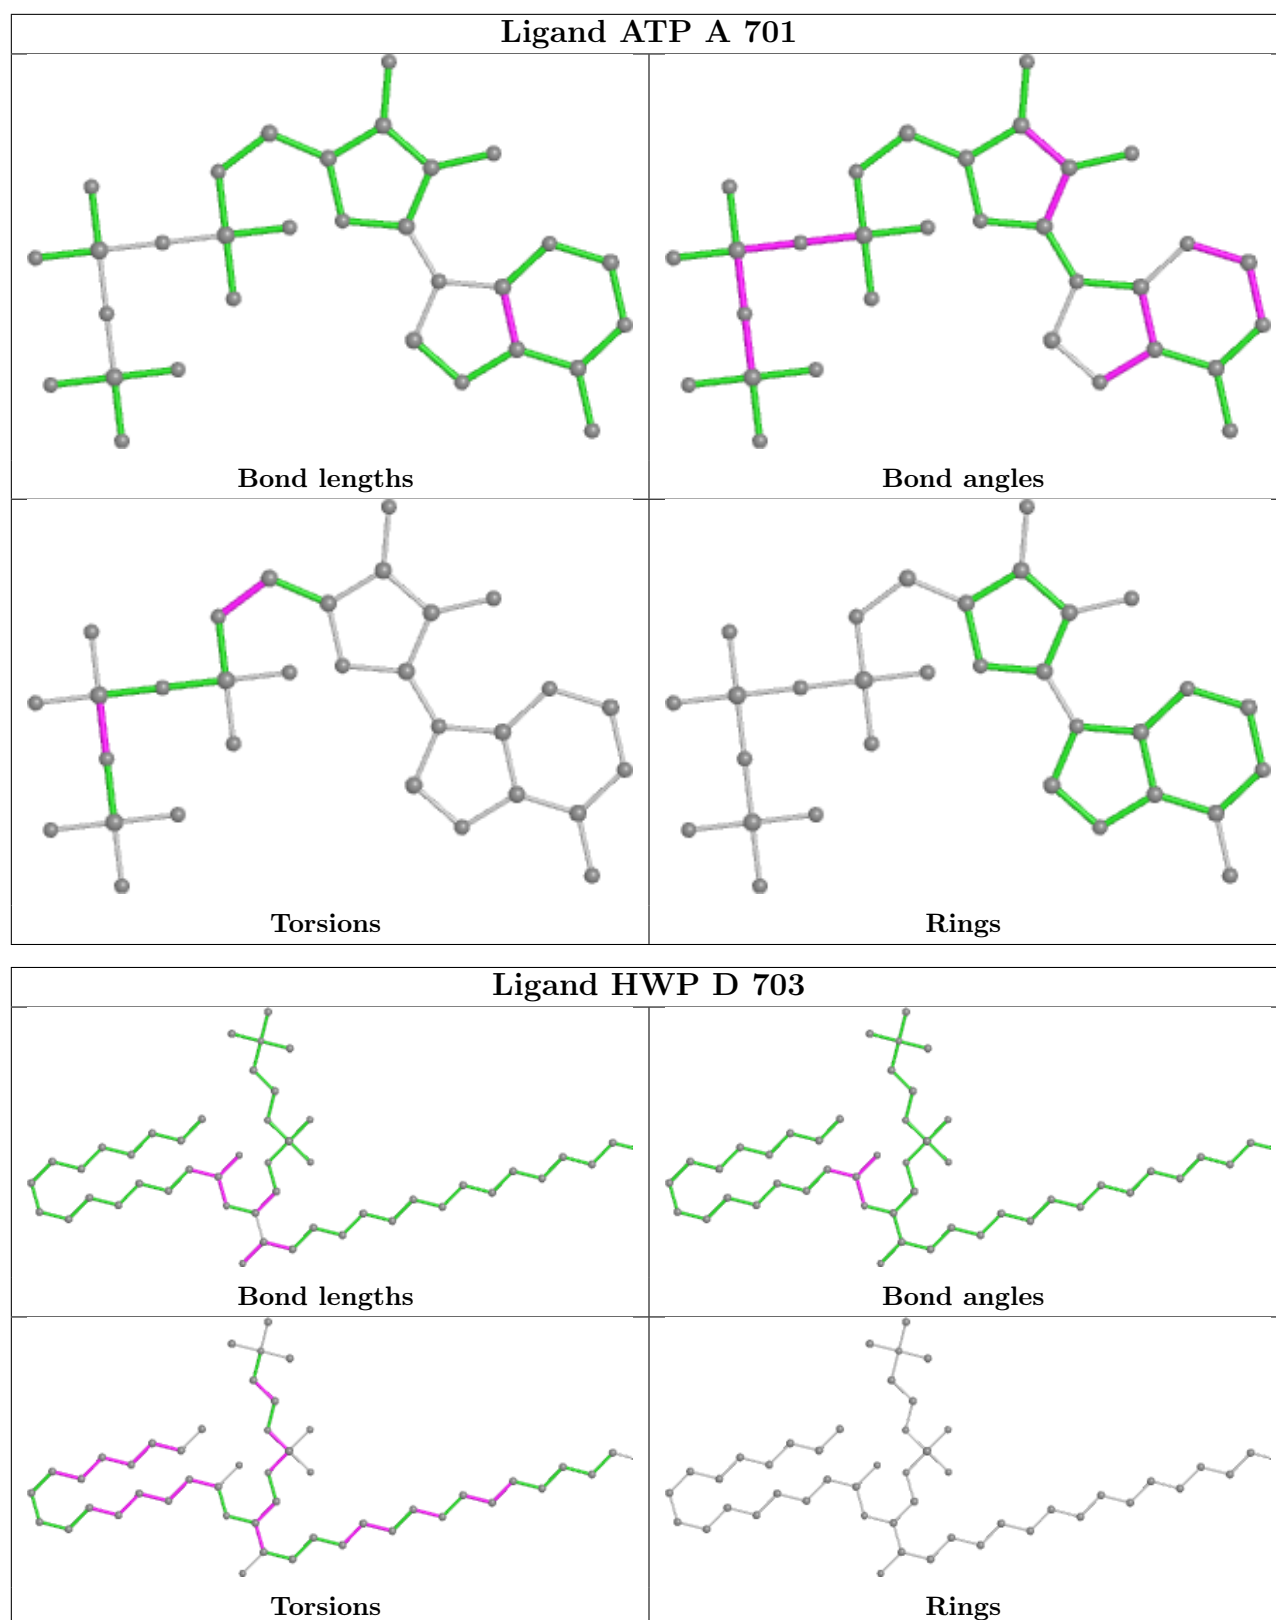 Ligand ATP A 701
Bond lengths
Bond angles
Torsions
Rings
Ligand HWP D 703
Bond lengths
Bond angles
Torsions
Rings